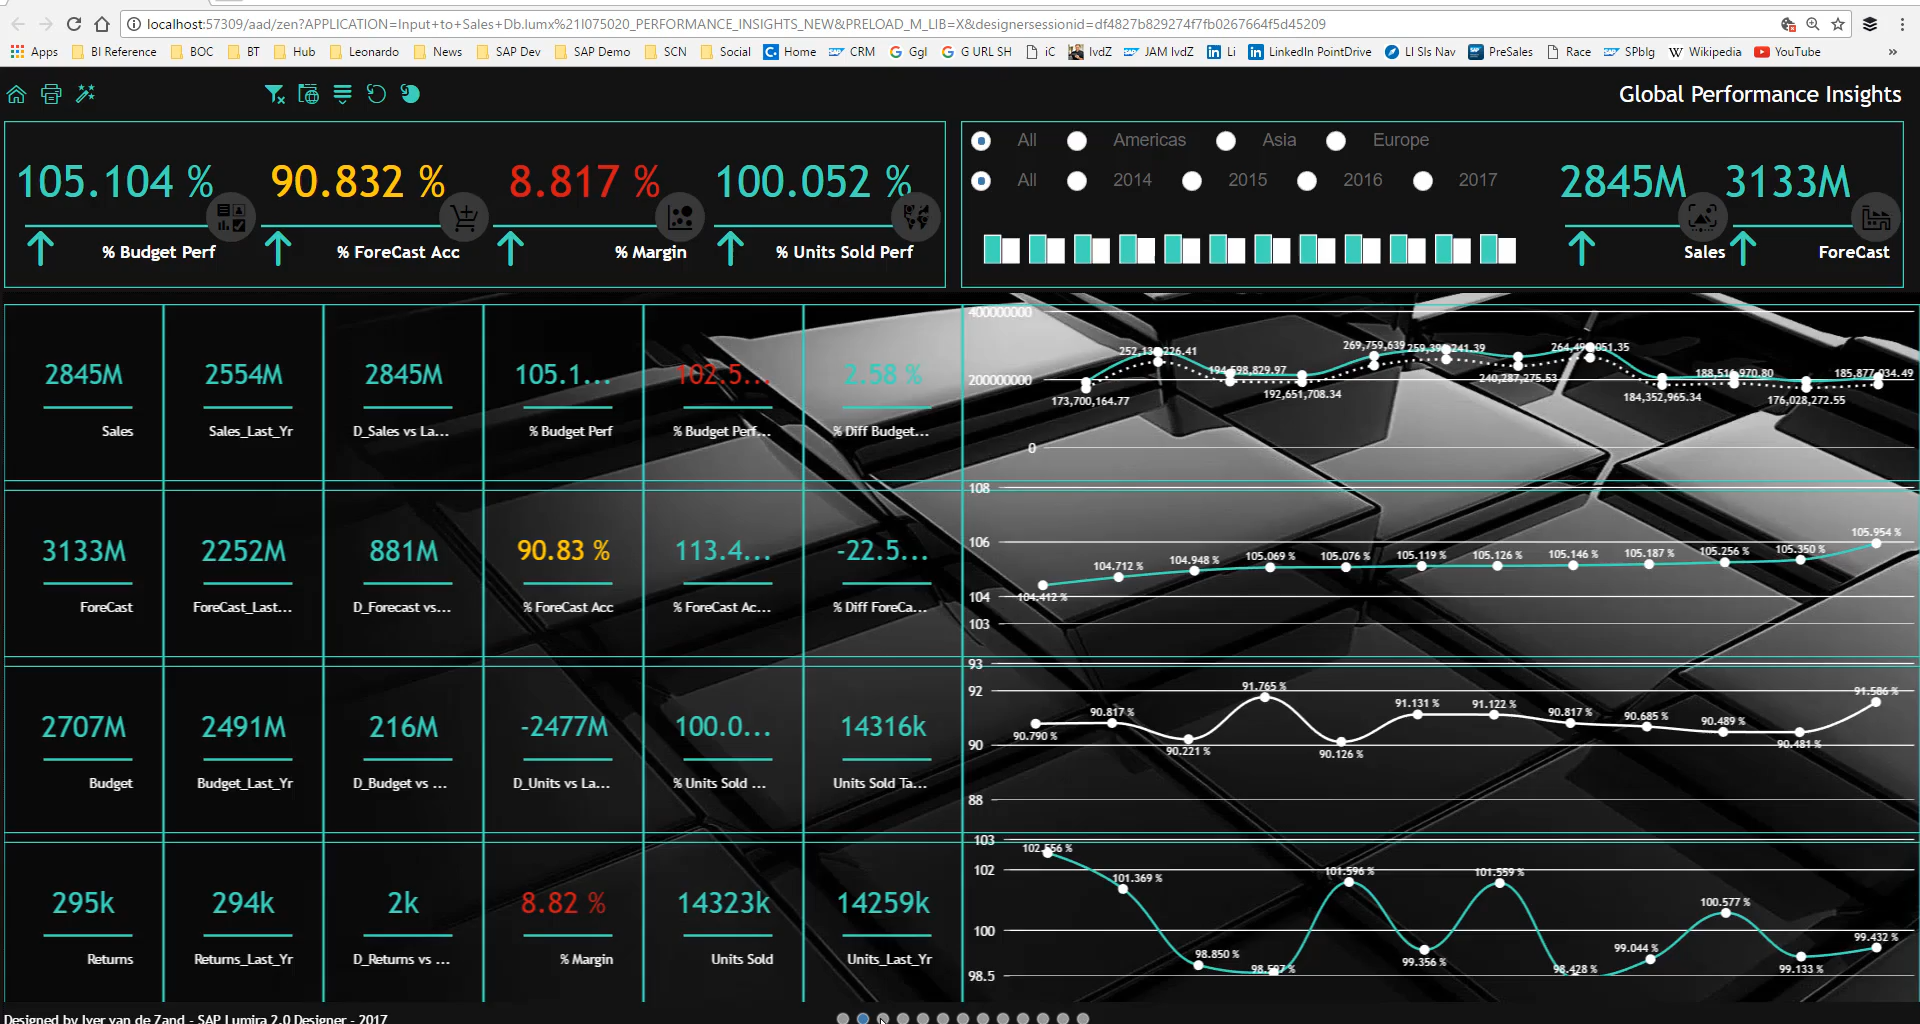 localhost:57309/aad/zen?APPLICATION=Input+to+Sales+Db.lumx%21I075020_PERFORMANCE_INSIGHTS_NEW&PRELOAD_M_LIB=X&designersessionid=df4827b829274f7fb0267664f5d45209
Apps BI Reference BOC BT Hub Leonardo News SAP Dev SAP Demo SCN Social Home CRM Ggl G URL SH iC IvdZ JAM IvdZ Li LinkedIn PointDrive LI Sls Nav PreSales Race SPblg Wikipedia YouTube »
Global Performance Insights
105.104 % 90.832 % 8.817 % 100.052 %
% Budget Perf % ForeCast Acc % Margin % Units Sold Perf
All Americas Asia Europe
All 2014 2015 2016 2017
2845M 3133M
Sales ForeCast
2845M 2554M 2845M 105.1... 102.5... 2.58 %
Sales Sales_Last_Yr D_Sales vs La... % Budget Perf % Budget Perf... % Diff Budget...
3133M 2252M 881M 90.83 % 113.4... -22.5...
ForeCast ForeCast_Last... D_Forecast vs... % ForeCast Acc % ForeCast Ac... % Diff ForeCa...
2707M 2491M 216M -2477M 100.0... 14316k
Budget Budget_Last_Yr D_Budget vs ... D_Units vs La... % Units Sold ... Units Sold Ta...
295k 294k 2k 8.82 % 14323k 14259k
Returns Returns_Last_Yr D_Returns vs ... % Margin Units Sold Units_Last_Yr
400000000
269,759,639
200000000
173,700,164.77 192,651,708.34 240,287,275.53 184,352,965.34 176,028,272.55
0
108
106
105.954 %
104.712 % 104.948 % 105.069 % 105.076 % 105.119 % 105.126 % 105.146 % 105.187 % 105.256 % 105.350 %
104 104.412 %
103
93
92
91.765 % 91.586 %
90.817 % 91.131 % 91.122 % 90.817 % 90.685 % 90.489 %
90.790 % 90.221 % 90.126 % 90.481 %
90
88
103
102.556 %
102
101.369 % 101.596 % 101.559 %
100.577 %
100
98.850 % 99.356 % 99.044 % 99.133 % 99.432 %
98.428 %
98.5
Designed by Iver van de Zand - SAP Lumira 2.0 Designer - 2017